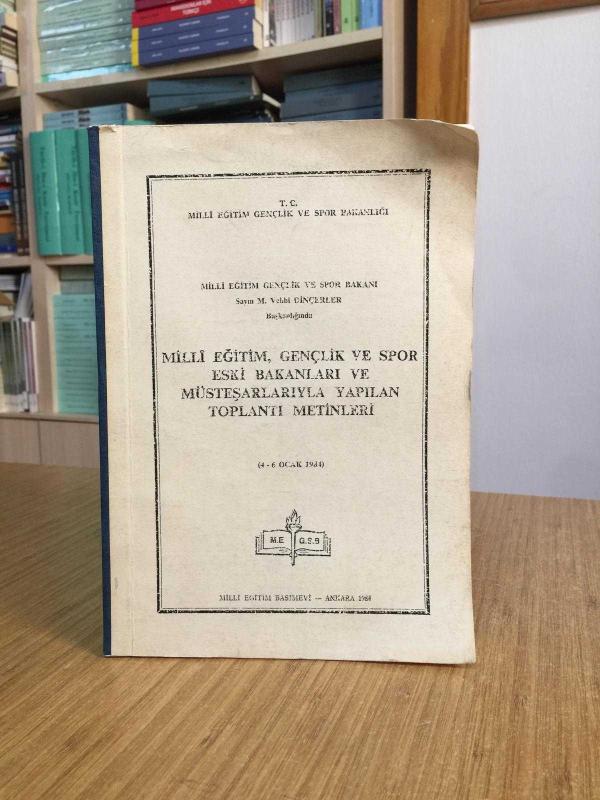 T. C.
MİLLİ EĞİTİM GENÇLİK VE SPOR BAKANLIĞI
MİLLİ EĞİTİM GENÇLİK VE SPOR BAKANI
Sayın M. Vehbi DİNÇERLER
Başkanlığında
MİLLÎ EĞİTİM, GENÇLİK VE SPOR
ESKİ BAKANLARI VE
MÜSTEŞARLARIYLA YAPILAN
TOPLANTI METİNLERİ
(4 - 6 OCAK 1984)
M.E G.S.B
MİLLİ EĞİTİM BASIMEVİ — ANKARA 1984